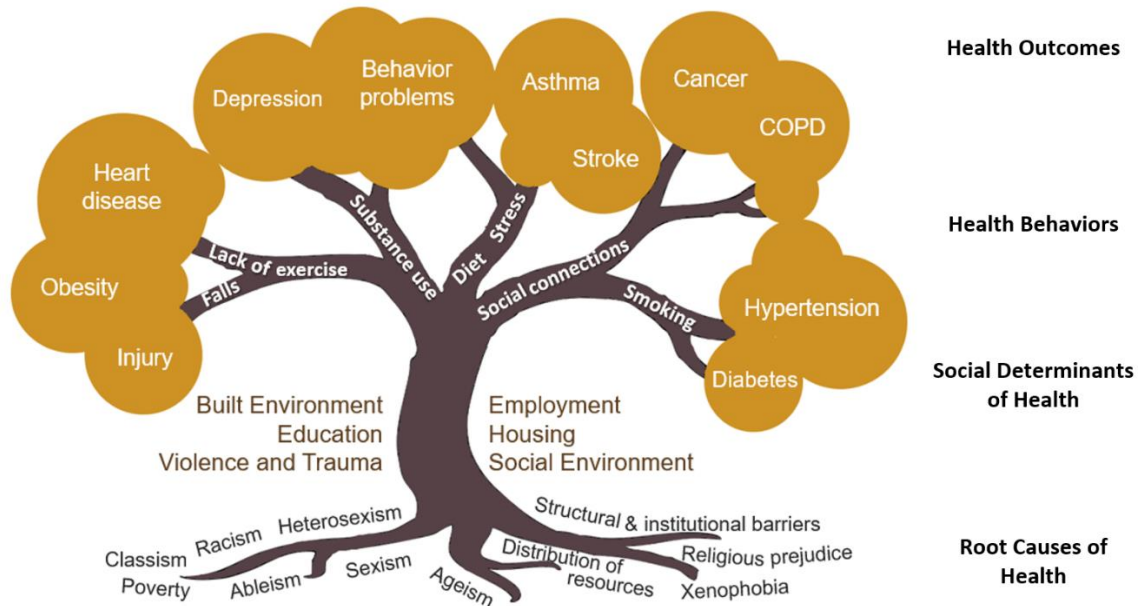 Health Outcomes
Depression
Behavior
problems
Asthma
Cancer
COPD
Stroke
Heart
disease
Obesity
Injury
Hypertension
Diabetes
Health Behaviors
Lack of exercise
Falls
Substance use
Diet
Stress
Social connections
Smoking
Social Determinants
of Health
Built Environment
Education
Violence and Trauma
Employment
Housing
Social Environment
Root Causes of
Health
Classism
Poverty
Racism
Ableism
Heterosexism
Sexism
Ageism
Structural & institutional barriers
Distribution of
resources
Religious prejudice
Xenophobia